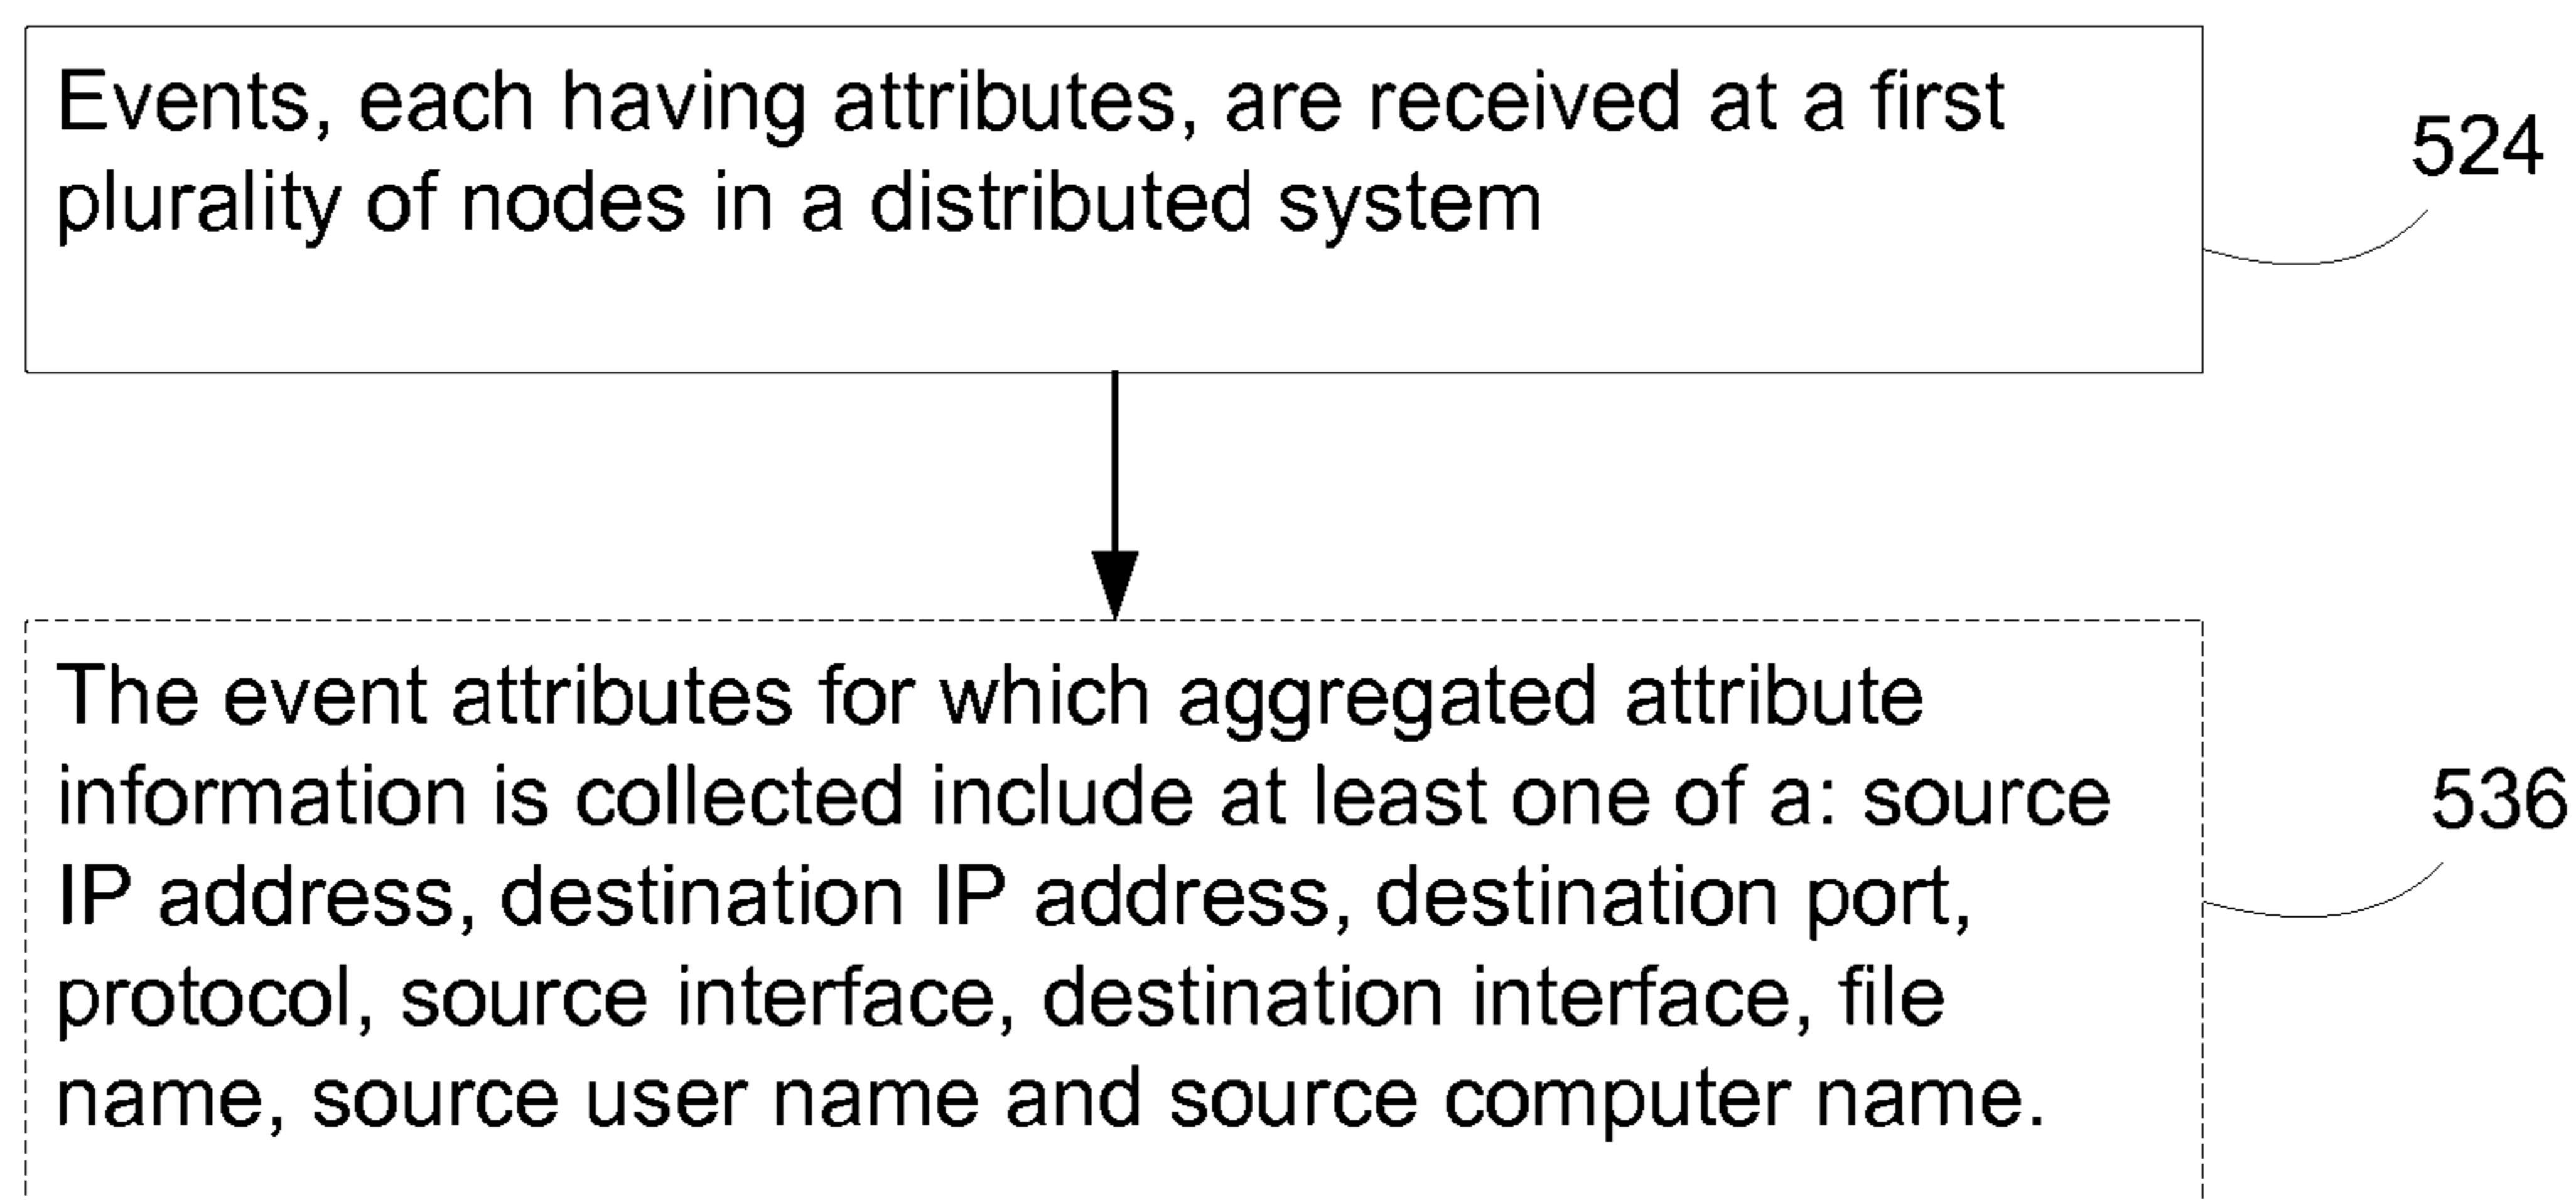 Events, each having attributes, are received at a first
plurality of nodes in a distributed system
524
The event attributes for which aggregated attribute
information is collected include at least one of a: source
IP address, destination IP address, destination port,
protocol, source interface, destination interface, file
name, source user name and source computer name.
536